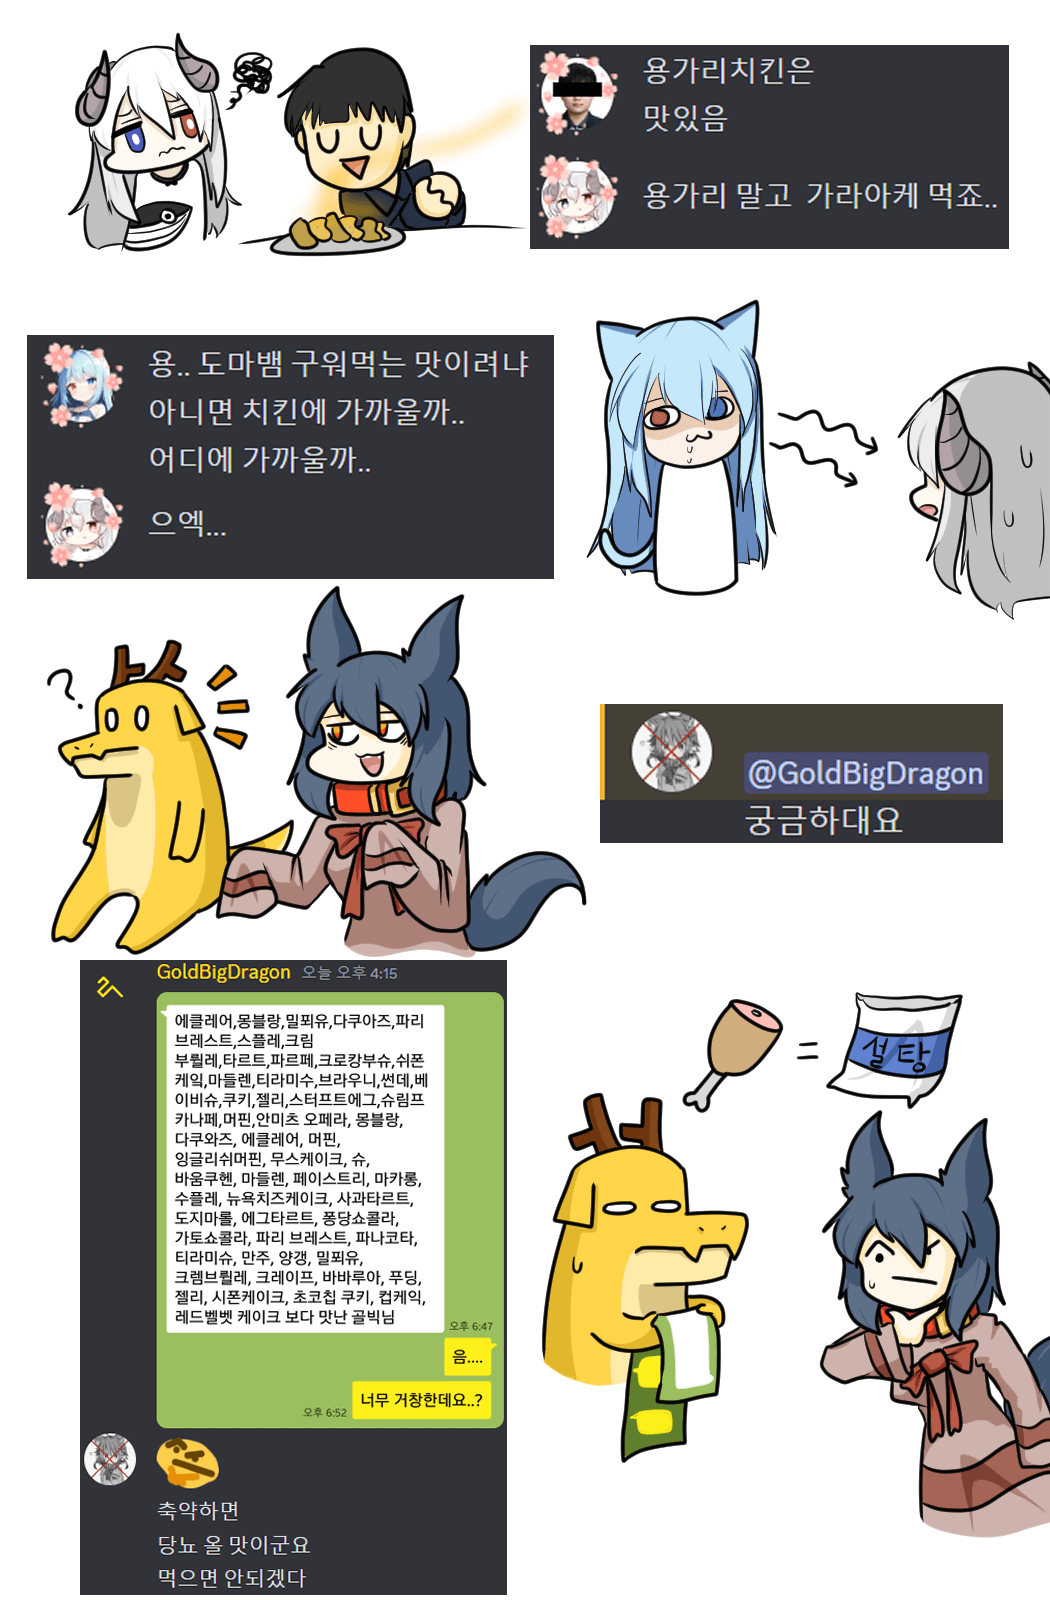 용가리치킨은
맛있음
용가리 말고 가라아케 먹죠..
용.. 도마뱀 구워먹는 맛이려냐
아니면 치킨에 가까울까..
어디에 가까울까..
으엑...
?
@GoldBigDragon
궁금하대요
GoldBigDragon 오늘 오후 4:15
에클레어,몽블랑,밀푀유,다쿠아즈,파리
브레스트,스플레,크림
부륄레,타르트,파르페,크로캉부슈,쉬폰
케잌,마들렌,티라미수,브라우니,썬데,베
이비슈,쿠키,젤리,스터프트에그,슈림프
카나페,머핀,안미츠 오페라, 몽블랑,
다쿠와즈, 에클레어, 머핀,
잉글리쉬머핀, 무스케이크, 슈,
바움쿠헨, 마들렌, 페이스트리, 마카롱,
수플레, 뉴욕치즈케이크, 사과타르트,
도지마롤, 에그타르트, 퐁당쇼콜라,
가토쇼콜라, 파리 브레스트, 파나코타,
티라미슈, 만주, 양갱, 밀푀유,
크렘브륄레, 크레이프, 바바루아, 푸딩,
젤리, 시폰케이크, 초코칩 쿠키, 컵케익,
레드벨벳 케이크 보다 맛난 골빅님
오후 6:47
음....
너무 거창한데요..?
오후 6:52
축약하면
당뇨 올 맛이군요
먹으면 안되겠다
=
설탕